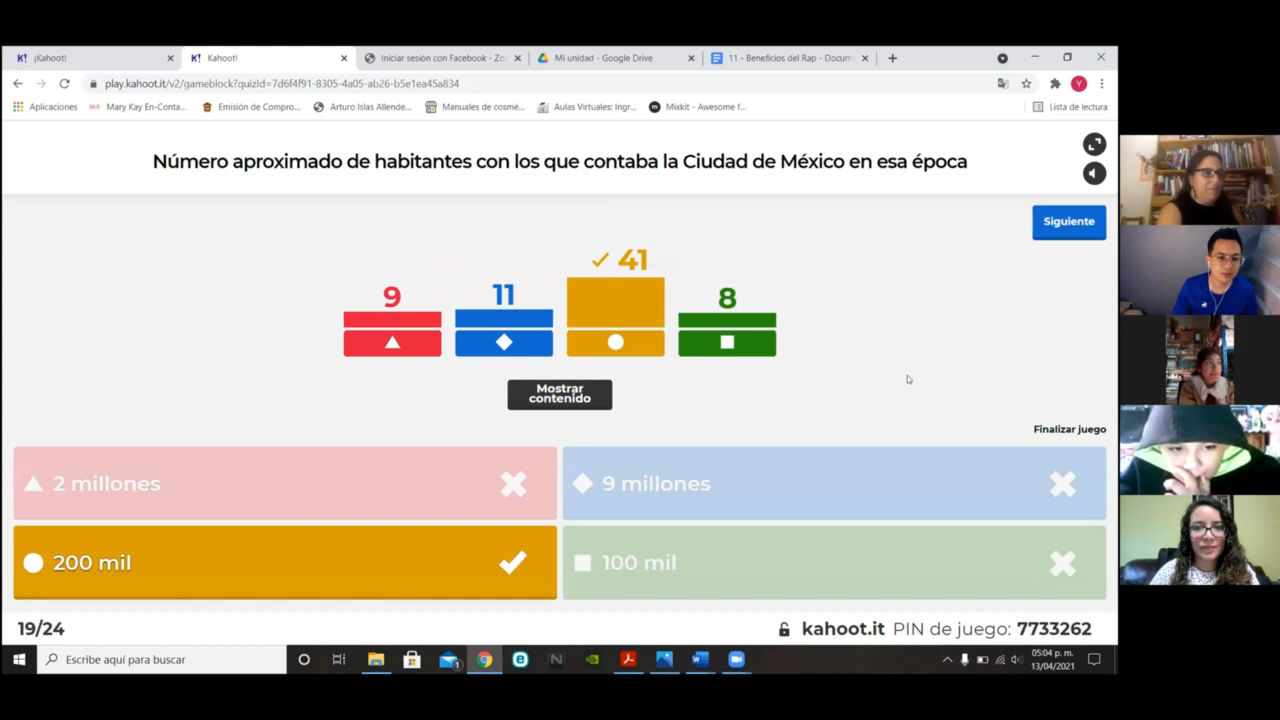 ¡Kahoot!
Kahoot!
Iniciar sesión con Facebook - Zo
Mi unidad - Google Drive
11 - Beneficios del Rap - Docum
play.kahoot.it/v2/gameblock?quizId=7d6f4f91-8305-4a05-ab26-b5e1ea45a834
Y
Aplicaciones
MK Mary Kay En-Conta...
Emisión de Compro...
Arturo Islas Allende...
Manuales de cosmé...
Aulas Virtuales: Ingr...
Mixkit - Awesome f...
Lista de lectura
Número aproximado de habitantes con los que contaba la Ciudad de México en esa época
Siguiente
9
11
41
8
Mostrar
contenido
Finalizar juego
2 millones
9 millones
200 mil
100 mil
19/24
kahoot.it PIN de juego: 7733262
Escribe aquí para buscar
05:04 p. m.
13/04/2021